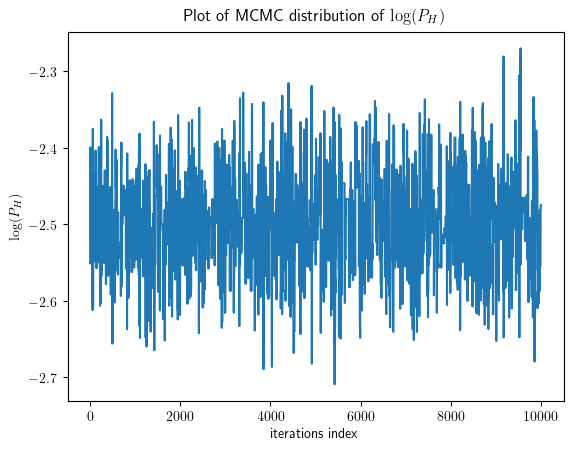 Plot of MCMC distribution of log(P_H)
−2.3
−2.4
−2.5
−2.6
−2.7
log(P_H)
0 2000 4000 6000 8000 10000
iterations index